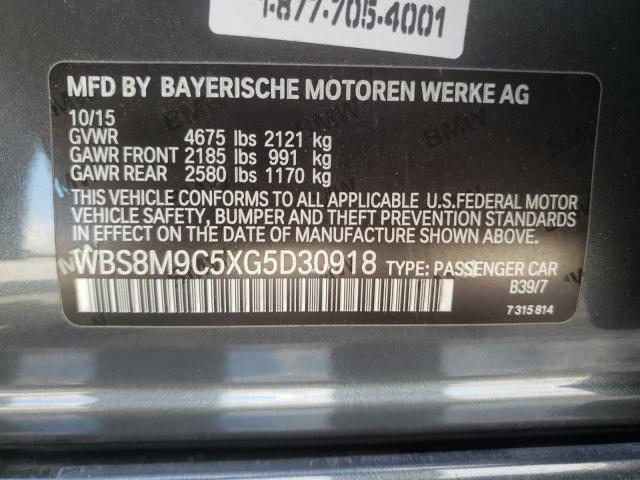 1-877-705-4001
MFD BY BAYERISCHE MOTOREN WERKE AG
10/15
GVWR 4675 lbs 2121 kg
GAWR FRONT 2185 lbs 991 kg
GAWR REAR 2580 lbs 1170 kg
THIS VEHICLE CONFORMS TO ALL APPLICABLE U.S.FEDERAL MOTOR
VEHICLE SAFETY, BUMPER AND THEFT PREVENTION STANDARDS
IN EFFECT ON THE DATE OF MANUFACTURE SHOWN ABOVE.
WBS8M9C5XG5D30918 TYPE: PASSENGER CAR
B39/7
7 315 814